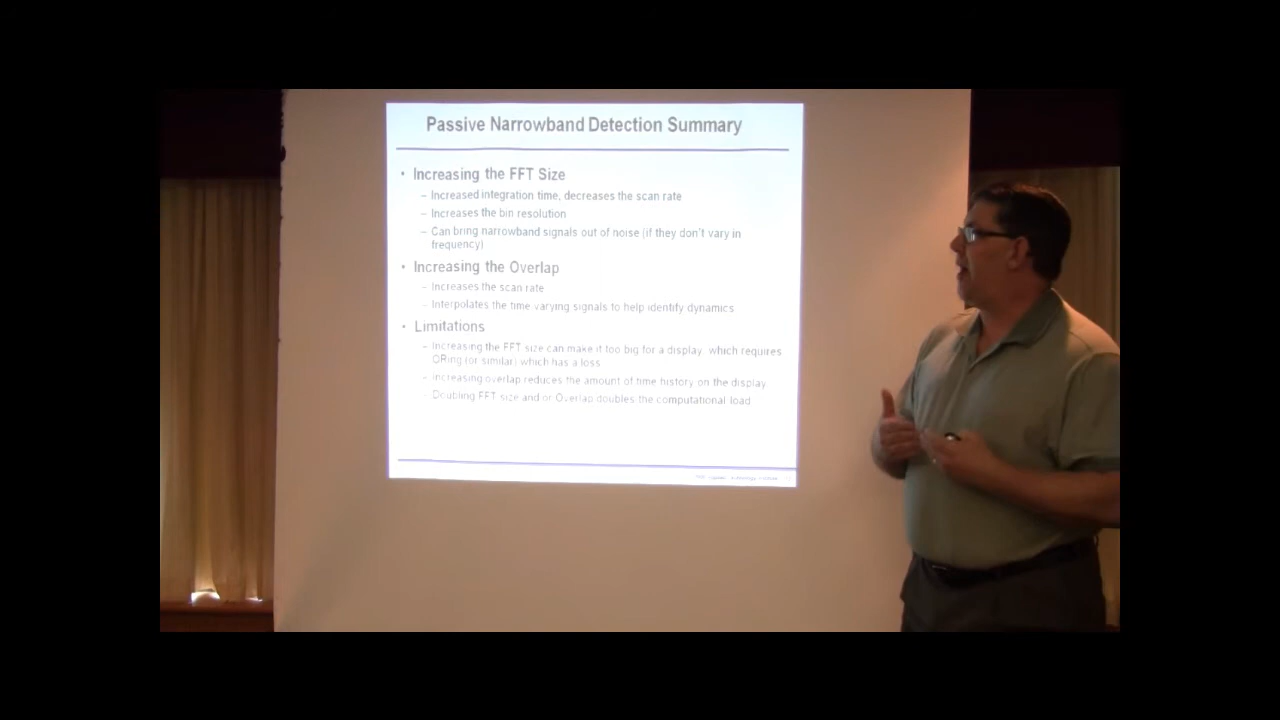 Passive Narrowband Detection Summary
• Increasing the FFT Size
– Increased integration time, decreases the scan rate
– Increases the bin resolution
– Can bring narrowband signals out of noise (if they don't vary in
frequency)
• Increasing the Overlap
– Increases the scan rate
– Interpolates the time varying signals to help identify dynamics
• Limitations
– Increasing the FFT size can make it too big for a display, which requires
ORing (or similar) which has a loss
– Increasing overlap reduces the amount of time history on the display
– Doubling FFT size and or Overlap doubles the computational load